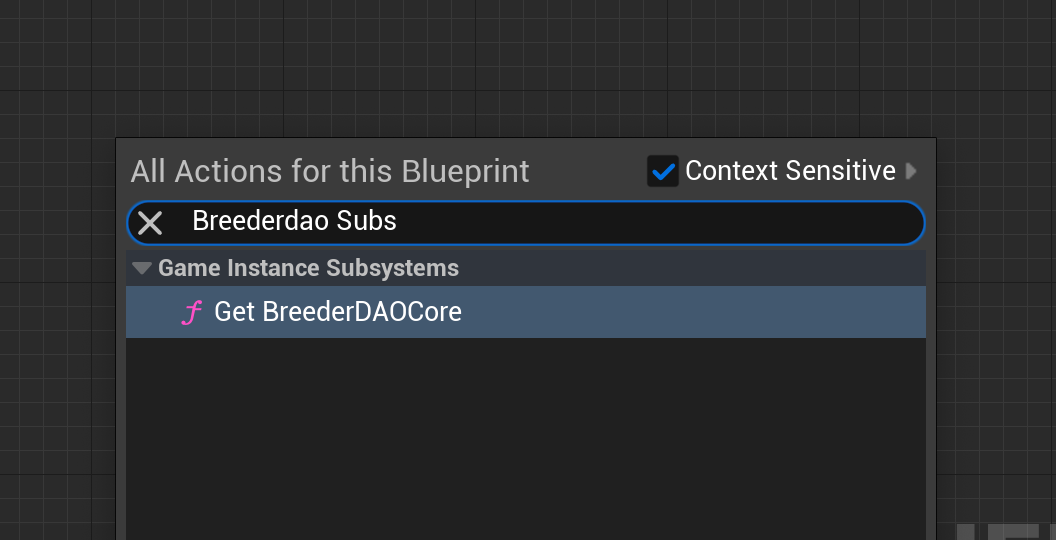 All Actions for this Blueprint
Context Sensitive
Breederdao Subs
Game Instance Subsystems
f Get BreederDAOCore